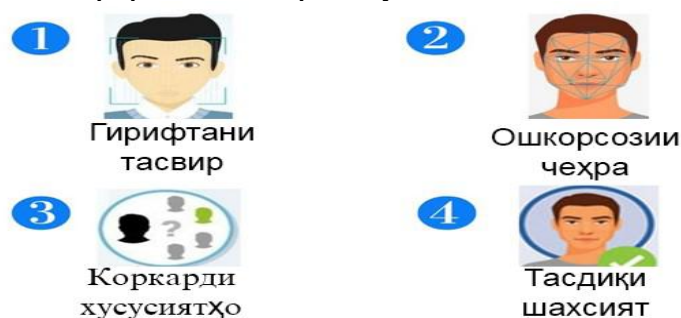 1
2
Гирифтани
тасвир
Ошкорсозии
чеҳра
3
?
4
Коркарди
хусусиятҳо
Тасдиқи
шахсият